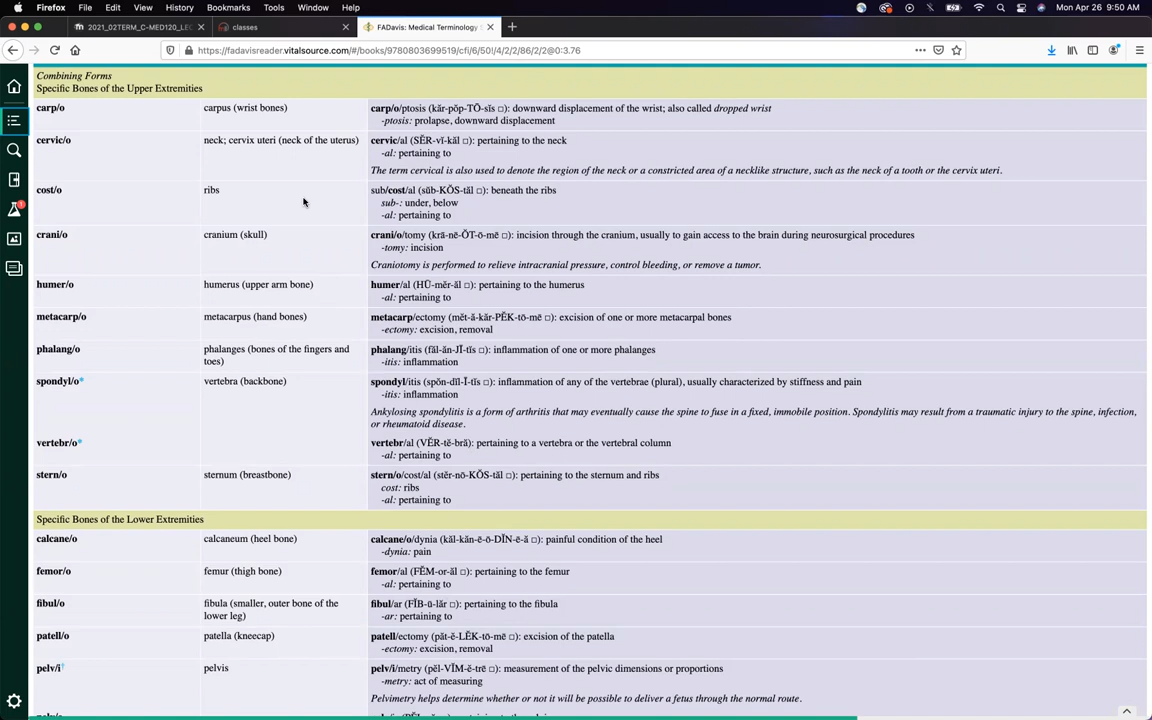 Firefox File Edit View History Bookmarks Tools Window Help Mon Apr 26 9:50 AM
2021_02TERM_C-MED120_LEC classes FADavis: Medical Terminology
https://fadavisreader.vitalsource.com/#/books/9780803699519/cfi/6/50!/4/2/2/86/2/2@0:3.76
Combining Forms
Specific Bones of the Upper Extremities
carp/o carpus (wrist bones) carp/o/ptosis (kăr-pŏp-TŌ-sĭs □): downward displacement of the wrist; also called dropped wrist
-ptosis: prolapse, downward displacement
cervic/o neck; cervix uteri (neck of the uterus) cervic/al (SĔR-vĭ-kăl □): pertaining to the neck
-al: pertaining to
The term cervical is also used to denote the region of the neck or a constricted area of a necklike structure, such as the neck of a tooth or the cervix uteri.
cost/o ribs sub/cost/al (sŭb-KŎS-tăl □): beneath the ribs
sub-: under, below
-al: pertaining to
crani/o cranium (skull) crani/o/tomy (krā-nē-ŎT-ō-mē □): incision through the cranium, usually to gain access to the brain during neurosurgical procedures
-tomy: incision
Craniotomy is performed to relieve intracranial pressure, control bleeding, or remove a tumor.
humer/o humerus (upper arm bone) humer/al (HŪ-mĕr-ăl □): pertaining to the humerus
-al: pertaining to
metacarp/o metacarpus (hand bones) metacarp/ectomy (mĕt-ă-kăr-PĔK-tō-mē □): excision of one or more metacarpal bones
-ectomy: excision, removal
phalang/o phalanges (bones of the fingers and phalang/itis (făl-ăn-JĪ-tĭs □): inflammation of one or more phalanges
toes) -itis: inflammation
spondyl/o* vertebra (backbone) spondyl/itis (spŏn-dĭl-Ī-tĭs □): inflammation of any of the vertebrae (plural), usually characterized by stiffness and pain
-itis: inflammation
Ankylosing spondylitis is a form of arthritis that may eventually cause the spine to fuse in a fixed, immobile position. Spondylitis may result from a traumatic injury to the spine, infection,
or rheumatoid disease.
vertebr/o* vertebr/al (VĔR-tĕ-brăl): pertaining to a vertebra or the vertebral column
-al: pertaining to
stern/o sternum (breastbone) stern/o/cost/al (stĕr-nō-KŎS-tăl □): pertaining to the sternum and ribs
cost: ribs
-al: pertaining to
Specific Bones of the Lower Extremities
calcane/o calcaneum (heel bone) calcane/o/dynia (kăl-kăn-ē-ō-DĬN-ē-ă □): painful condition of the heel
-dynia: pain
femor/o femur (thigh bone) femor/al (FĔM-or-ăl □): pertaining to the femur
-al: pertaining to
fibul/o fibula (smaller, outer bone of the fibul/ar (FĬB-ū-lăr □): pertaining to the fibula
lower leg) -ar: pertaining to
patell/o patella (kneecap) patell/ectomy (păt-ĕ-LĔK-tō-mē □): excision of the patella
-ectomy: excision, removal
pelv/i† pelvis pelv/i/metry (pĕl-VĬM-ĕ-trē □): measurement of the pelvic dimensions or proportions
-metry: act of measuring
Pelvimetry helps determine whether or not it will be possible to deliver a fetus through the normal route.